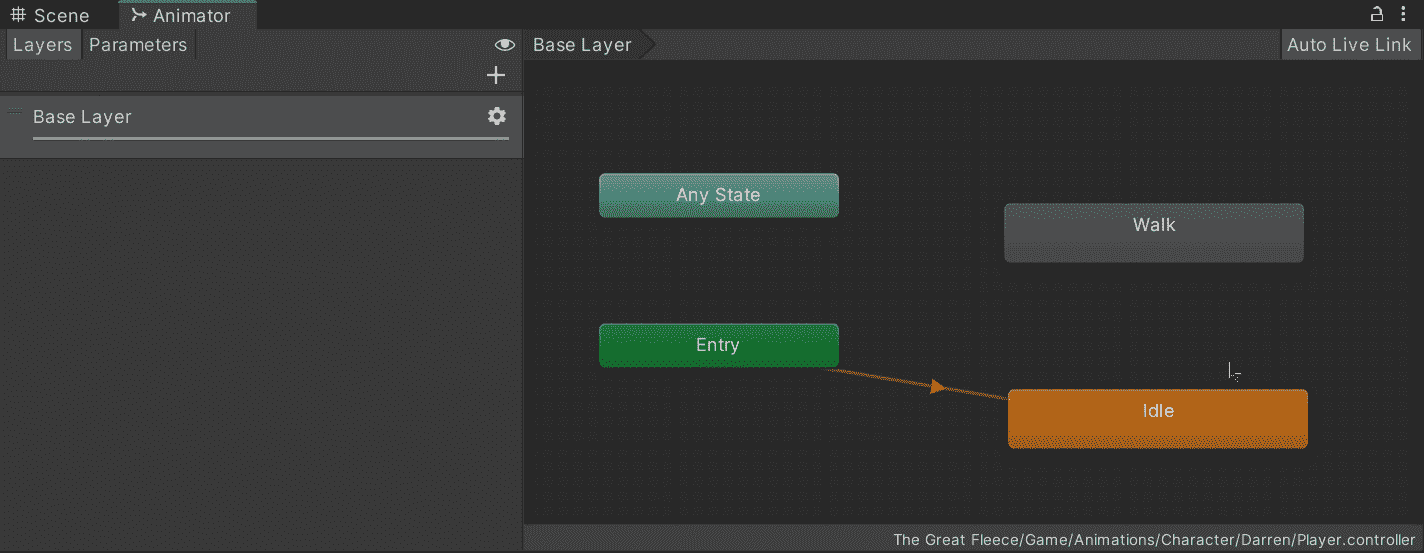 Scene Animator
Layers Parameters
Base Layer
Auto Live Link
Base Layer
Any State
Walk
Entry
Idle
The Great Fleece/Game/Animations/Character/Darren/Player.controller